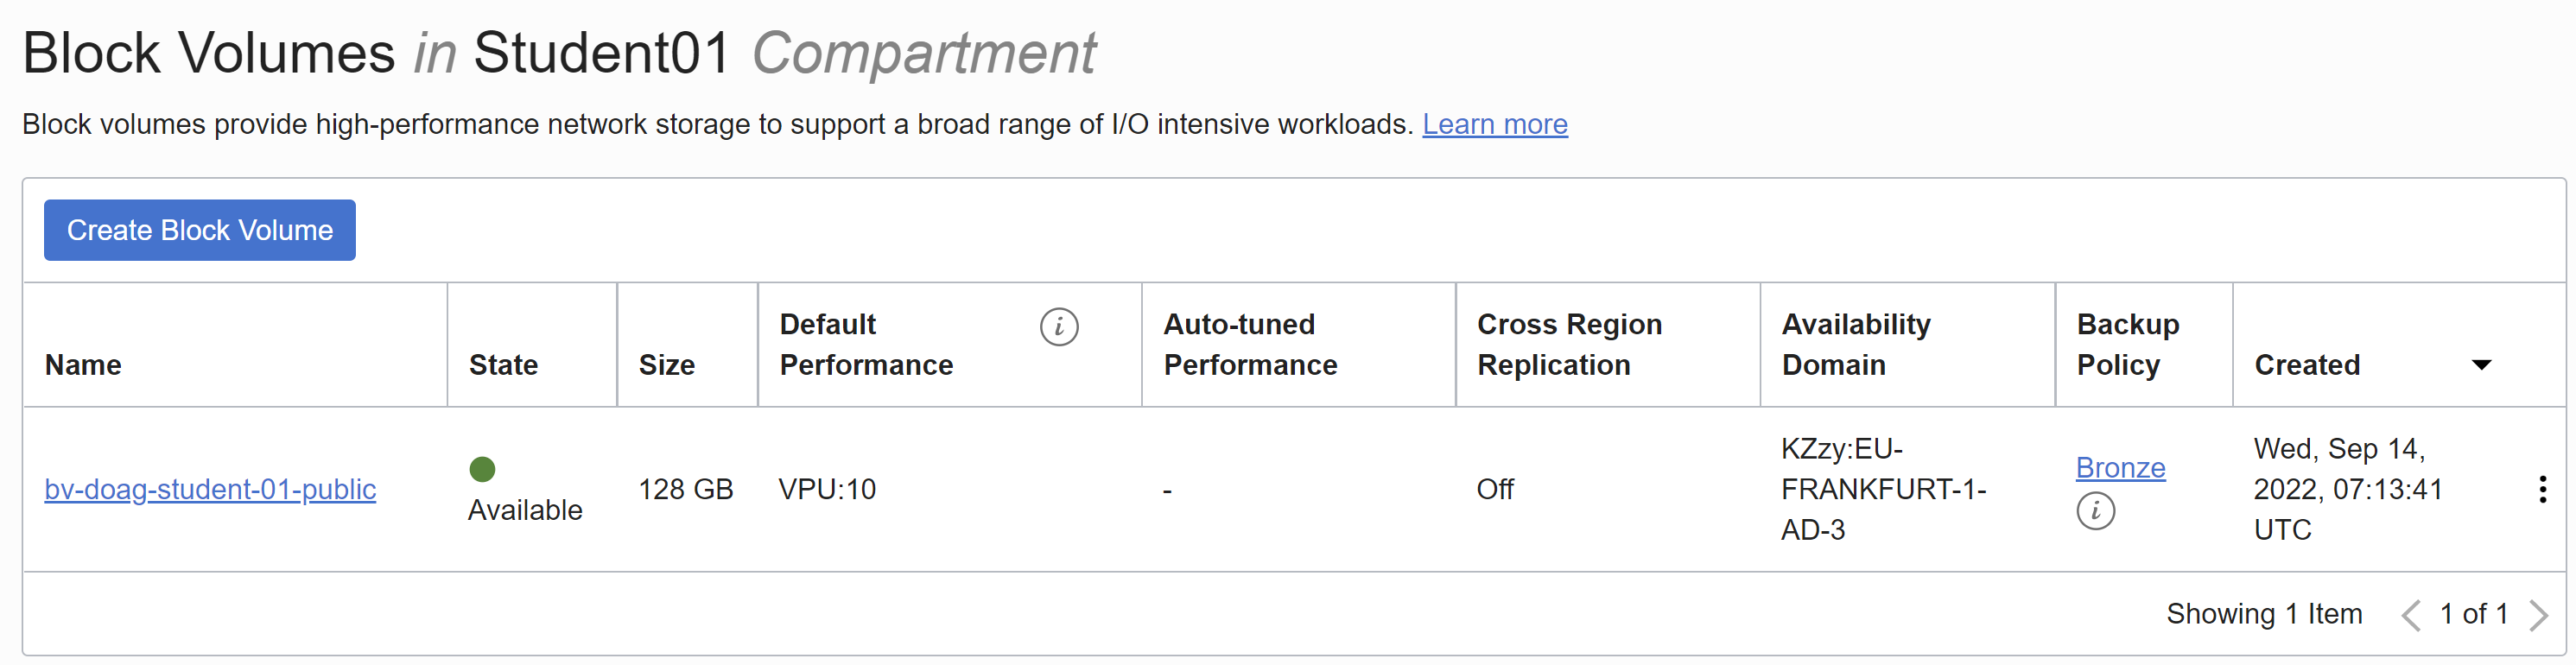 Block Volumes in Student01 Compartment
Block volumes provide high-performance network storage to support a broad range of I/O intensive workloads. Learn more
Create Block Volume
Name
State
Size
Default
Performance
i
Auto-tuned
Performance
Cross Region
Replication
Availability
Domain
Backup
Policy
Created
bv-doag-student-01-public
Available
128 GB
VPU:10
-
Off
KZzy:EU-
FRANKFURT-1-
AD-3
Bronze
i
Wed, Sep 14,
2022, 07:13:41
UTC
Showing 1 Item
1 of 1